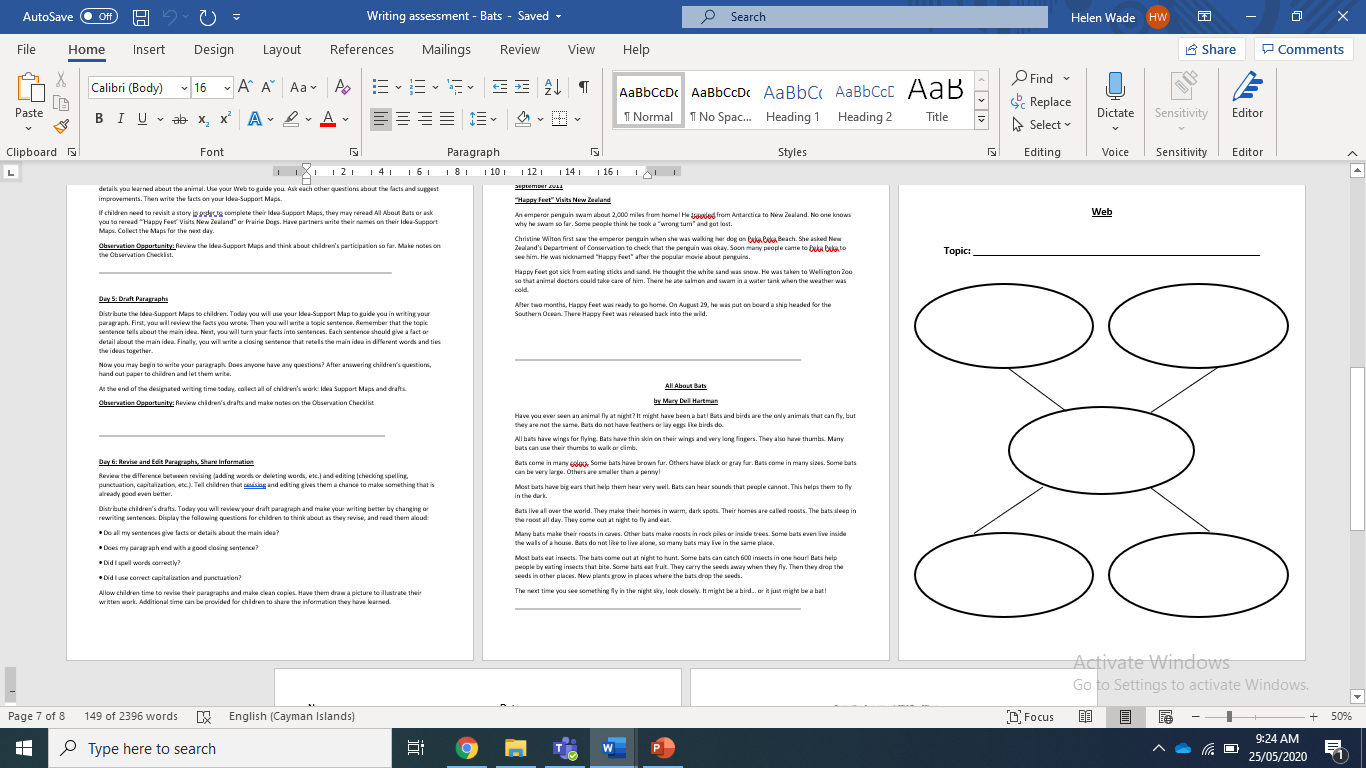 AutoSave Off Writing assessment - Bats - Saved Search Helen Wade HW
File Home Insert Design Layout References Mailings Review View Help Share Comments
Calibri (Body) 16 Aa
AaBbCcDc AaBbCcDc AaBbCc AaBbCcC AaB
Find
Replace
Select
Paste
¶ Normal ¶ No Spac... Heading 1 Heading 2 Title
Dictate Sensitivity Editor
Clipboard Font Paragraph Styles Editing Voice Sensitivity Editor
2 4 6 8 10 12 14 16
details you learned about the animal. Use your Web to guide you. Ask each other questions about the facts and suggest
improvements. Then write the facts on your Idea-Support Maps.
If children need to revisit a story in order to complete their Idea-Support Maps, they may reread All About Bats or ask
you to reread "Happy Feet' Visits New Zealand" or Prairie Dogs. Have partners write their names on their Idea-Support
Maps. Collect the Maps for the next day.
Observation Opportunity: Review the Idea-Support Maps and think about children's participation so far. Make notes on
the Observation Checklist.
Day 5: Draft Paragraphs
Distribute the Idea-Support Maps to children. Today you will use your Idea-Support Map to guide you in writing your
paragraph. First, you will review the facts you wrote. Then you will write a topic sentence. Remember that the topic
sentence tells about the main idea. Next, you will turn your facts into sentences. Each sentence should give a fact or
detail about the main idea. Finally, you will write a closing sentence that retells the main idea in different words and ties
the ideas together.
Now you may begin to write your paragraph. Does anyone have any questions? After answering children's questions,
hand out paper to children and let them write.
At the end of the designated writing time today, collect all of children's work: Idea Support Maps and drafts.
Observation Opportunity: Review children's drafts and make notes on the Observation Checklist
Day 6: Revise and Edit Paragraphs, Share Information
Review the difference between revising (adding words or deleting words, etc.) and editing (checking spelling,
punctuation, capitalization, etc.). Tell children that revising and editing gives them a chance to make something that is
already good even better.
Distribute children's drafts. Today you will review your draft paragraph and make your writing better by changing or
rewriting sentences. Display the following questions for children to think about as they revise, and read them aloud:
• Do all my sentences give facts or details about the main idea?
• Does my paragraph end with a good closing sentence?
• Did I spell words correctly?
• Did I use correct capitalization and punctuation?
Allow children time to revise their paragraphs and make clean copies. Have them draw a picture to illustrate their
written work. Additional time can be provided for children to share the information they have learned.
September 2011
"Happy Feet" Visits New Zealand
An emperor penguin swam about 2,000 miles from home! He traveled from Antarctica to New Zealand. No one knows
why he swam so far. Some people think he took a "wrong turn" and got lost.
Christine Wilton first saw the emperor penguin when she was walking her dog on Peka Peka Beach. She asked New
Zealand's Department of Conservation to check that the penguin was okay. Soon many people came to Peka Peka to
see him. He was nicknamed "Happy Feet" after the popular movie about penguins.
Happy Feet got sick from eating sticks and sand. He thought the white sand was snow. He was taken to Wellington Zoo
so that animal doctors could take care of him. There he ate salmon and swam in a water tank when the weather was
cold.
After two months, Happy Feet was ready to go home. On August 29, he was put on board a ship headed for the
Southern Ocean. There Happy Feet was released back into the wild.
All About Bats
by Mary Dell Hartman
Have you ever seen an animal fly at night? It might have been a bat! Bats and birds are the only animals that can fly, but
they are not the same. Bats do not have feathers or lay eggs like birds do.
All bats have wings for flying. Bats have thin skin on their wings and very long fingers. They also have thumbs. Many
bats can use their thumbs to walk or climb.
Bats come in many colors. Some bats have brown fur. Others have black or gray fur. Bats come in many sizes. Some bats
can be very large. Others are smaller than a penny!
Most bats have big ears that help them hear very well. Bats can hear sounds that people cannot. This helps them to fly
in the dark.
Bats live all over the world. They make their homes in warm, dark spots. Their homes are called roosts. The bats sleep in
the roost all day. They come out at night to fly and eat.
Many bats make their roosts in caves. Other bats make roosts in rock piles or inside trees. Some bats even live inside
the walls of a house. Bats do not like to live alone, so many bats may live in the same place.
Most bats eat insects. The bats come out at night to hunt. Some bats can catch 600 insects in one hour! Bats help
people by eating insects that bite. Some bats eat fruit. They carry the seeds away when they fly. Then they drop the
seeds in other places. New plants grow in places where the bats drop the seeds.
The next time you see something fly in the night sky, look closely. It might be a bird... or it just might be a bat!
Web
Topic:
Activate Windows
Go to Settings to activate Windows.
Page 7 of 8 149 of 2396 words English (Cayman Islands) Focus 50%
Type here to search 9:24 AM
25/05/2020 1